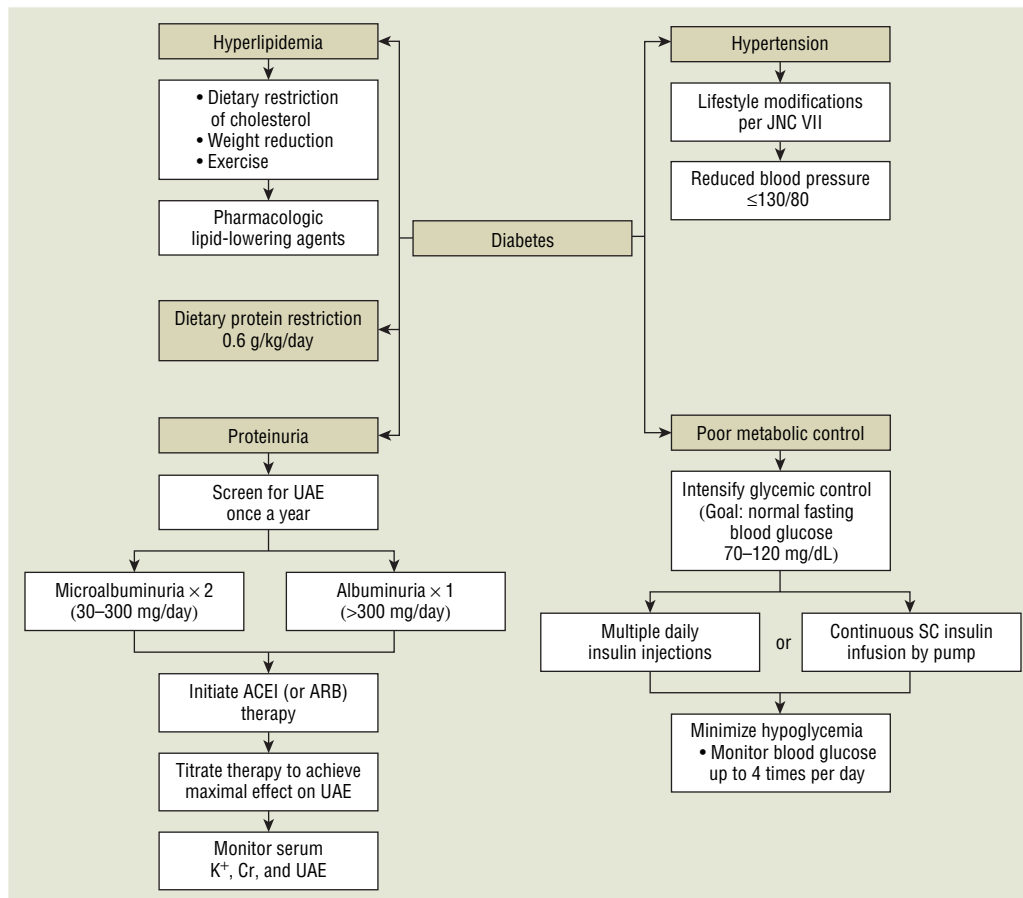 Hyperlipidemia
• Dietary restriction
of cholesterol
• Weight reduction
• Exercise
Pharmacologic
lipid-lowering agents
Hypertension
Lifestyle modifications
per JNC VII
Reduced blood pressure
≤130/80
Diabetes
Dietary protein restriction
0.6 g/kg/day
Proteinuria
Screen for UAE
once a year
Microalbuminuria × 2
(30–300 mg/day)
Albuminuria × 1
(>300 mg/day)
Initiate ACEI (or ARB)
therapy
Titrate therapy to achieve
maximal effect on UAE
Monitor serum
K⁺, Cr, and UAE
Poor metabolic control
Intensify glycemic control
(Goal: normal fasting
blood glucose
70–120 mg/dL)
Multiple daily
insulin injections
or
Continuous SC insulin
infusion by pump
Minimize hypoglycemia
• Monitor blood glucose
up to 4 times per day